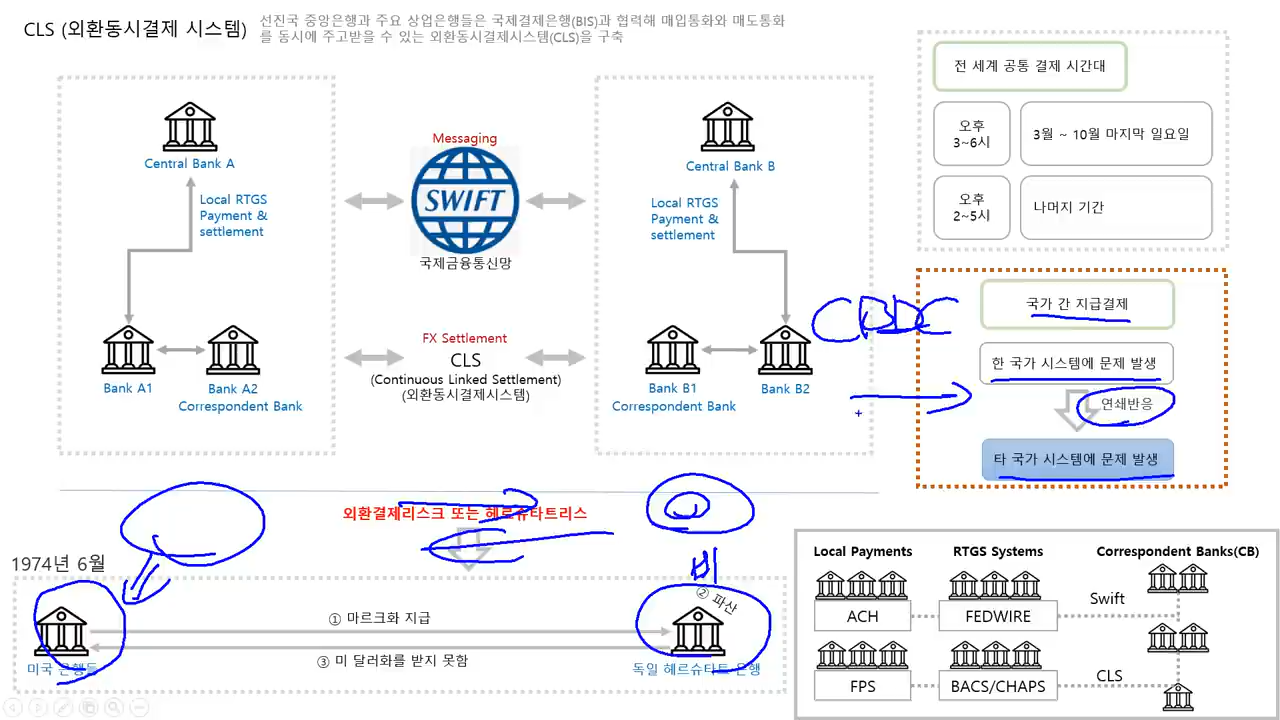 CLS (외환동시결제 시스템)
선진국 중앙은행과 주요 상업은행들은 국제결제은행(BIS)과 협력해 매입통화와 매도통화
를 동시에 주고받을 수 있는 외환동시결제시스템(CLS)을 구축
Central Bank A
Local RTGS
Payment &
settlement
Bank A1
Bank A2
Correspondent Bank
Messaging
SWIFT
국제금융통신망
FX Settlement
CLS
(Continuous Linked Settlement)
(외환동시결제시스템)
Central Bank B
Local RTGS
Payment &
settlement
Bank B1
Correspondent Bank
Bank B2
전 세계 공통 결제 시간대
오후
3~6시
3월 ~ 10월 마지막 일요일
오후
2~5시
나머지 기간
CBDC
국가 간 지급결제
한 국가 시스템에 문제 발생
연쇄반응
타 국가 시스템에 문제 발생
외환결제리스크 또는 헤르슈타트리스
1974년 6월
비
② 파산
① 마르크화 지급
③ 미 달러화를 받지 못함
미국 은행들
독일 헤르슈타트 은행
Local Payments
RTGS Systems
Correspondent Banks(CB)
ACH
FEDWIRE
Swift
FPS
BACS/CHAPS
CLS